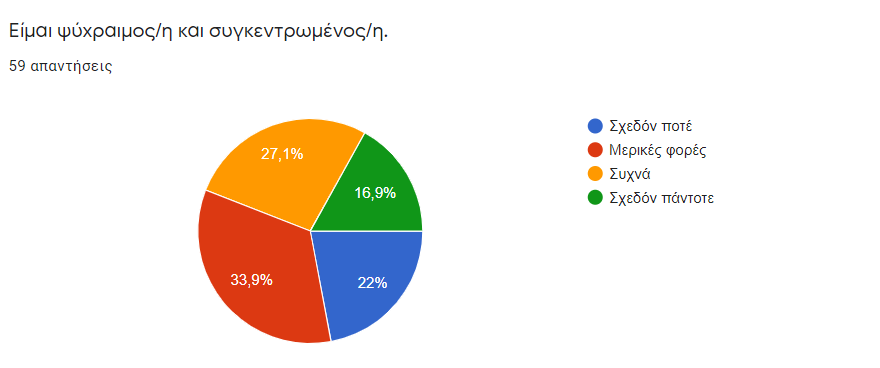 Είμαι ψύχραιμος/η και συγκεντρωμένος/η.
59 απαντήσεις
27,1%
16,9%
33,9%
22%
Σχεδόν ποτέ
Μερικές φορές
Συχνά
Σχεδόν πάντοτε